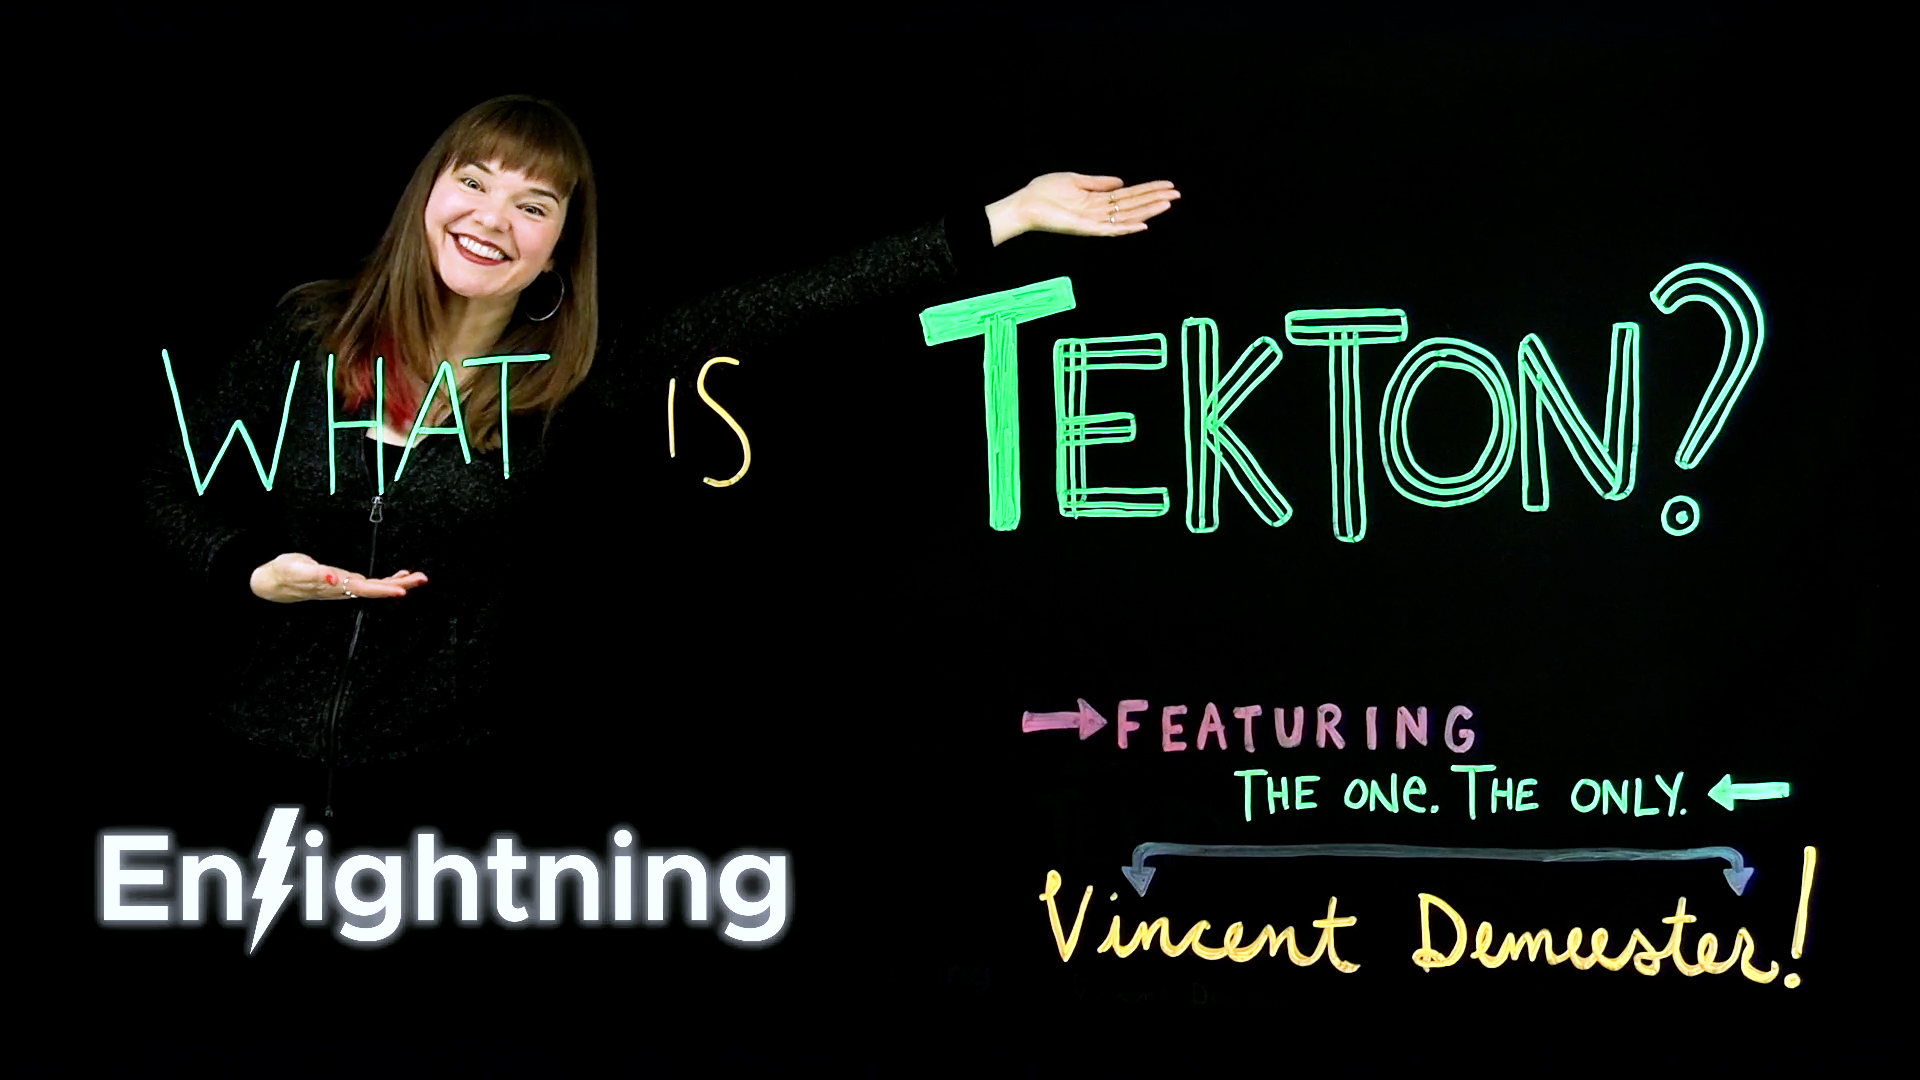 WHAT IS TEKTON?
FEATURING
THE ONE. THE ONLY.
Vincent Demeester!
Enlightning